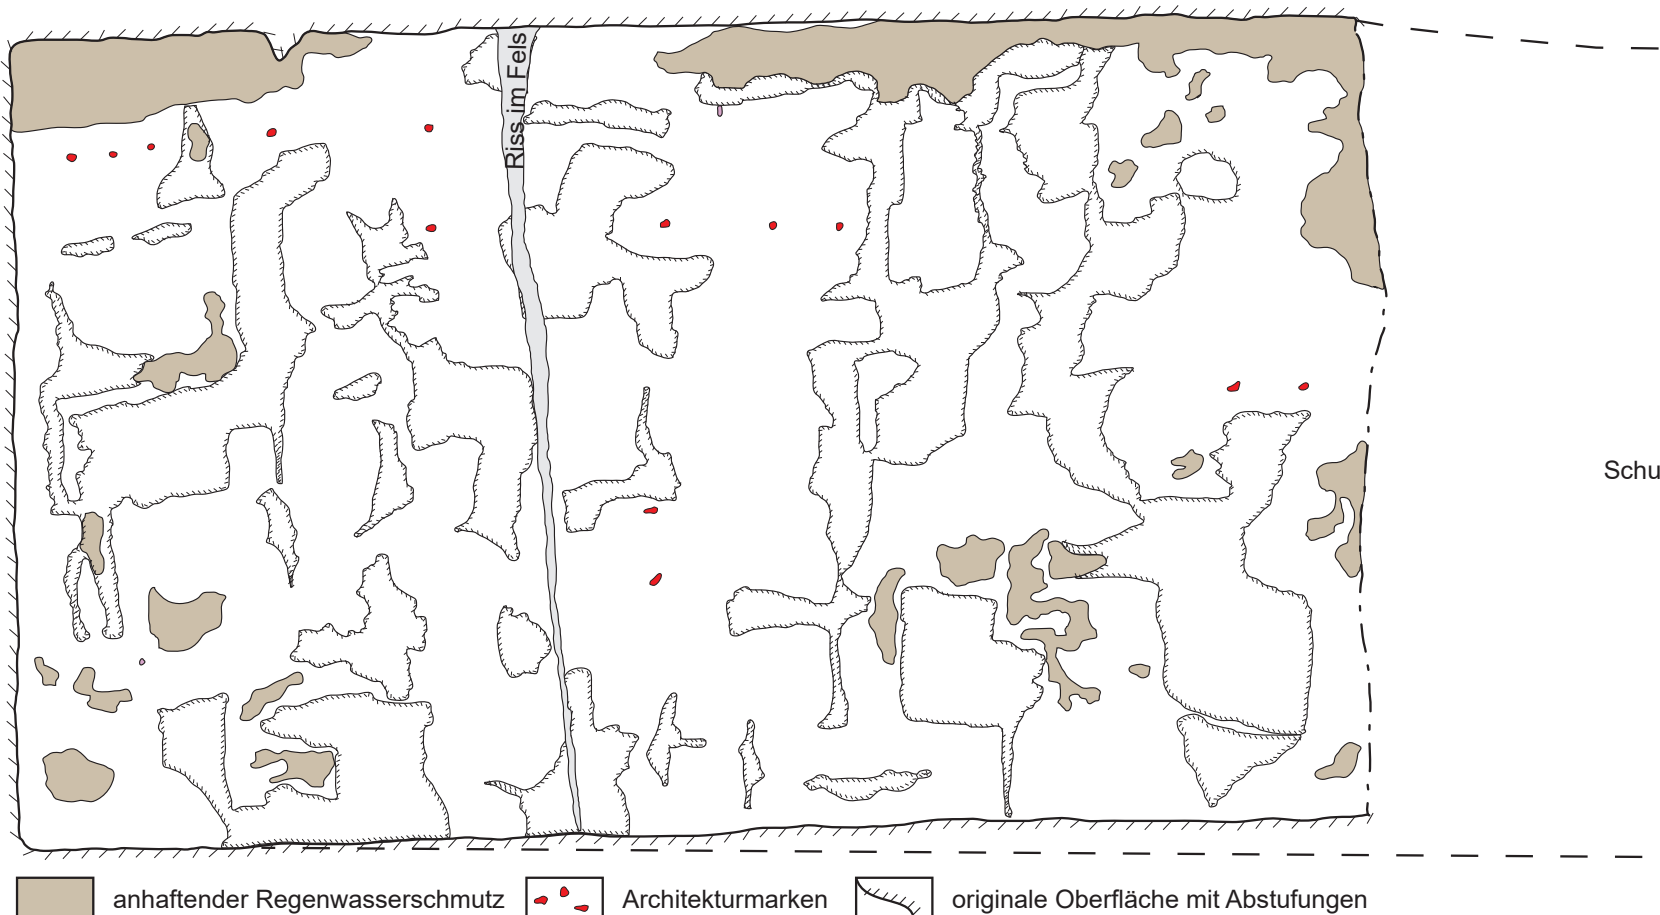 Riss im Fels
Schu
anhaftender Regenwasserschmutz
Architekturmarken
originale Oberfläche mit Abstufungen